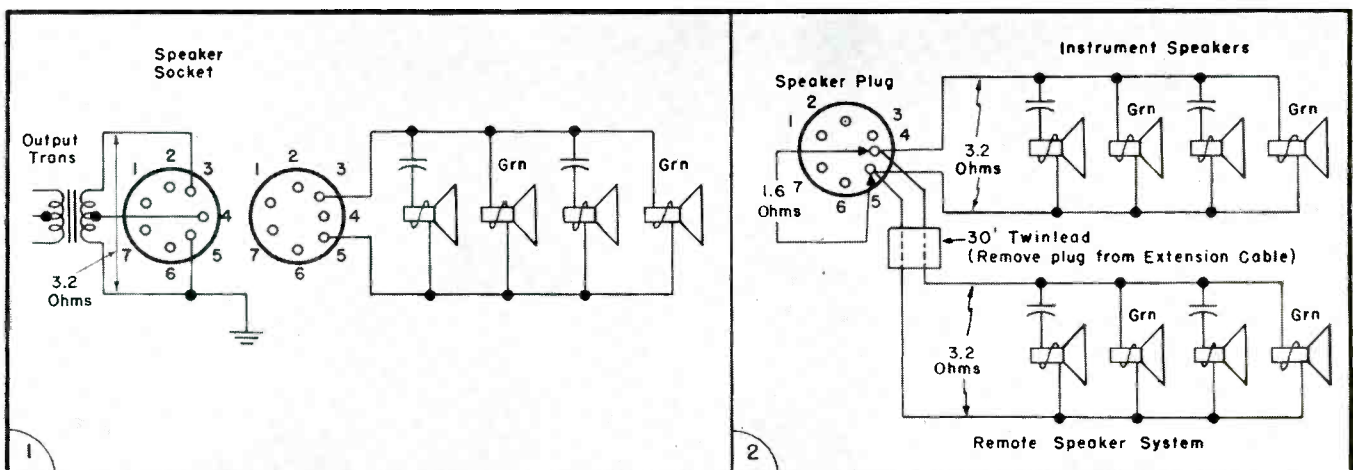 Speaker
Socket
Output
Trans
1
2
3
4
5
6
7
3.2
Ohms
1
2
3
4
5
6
7
Grn
Grn
1
Instrument Speakers
Speaker Plug
1
2
3
4
5
6
7
1.6
Ohms
3.2
Ohms
Grn
Grn
30' Twinlead
(Remove plug from Extension Cable)
3.2
Ohms
Grn
Grn
Remote Speaker System
2